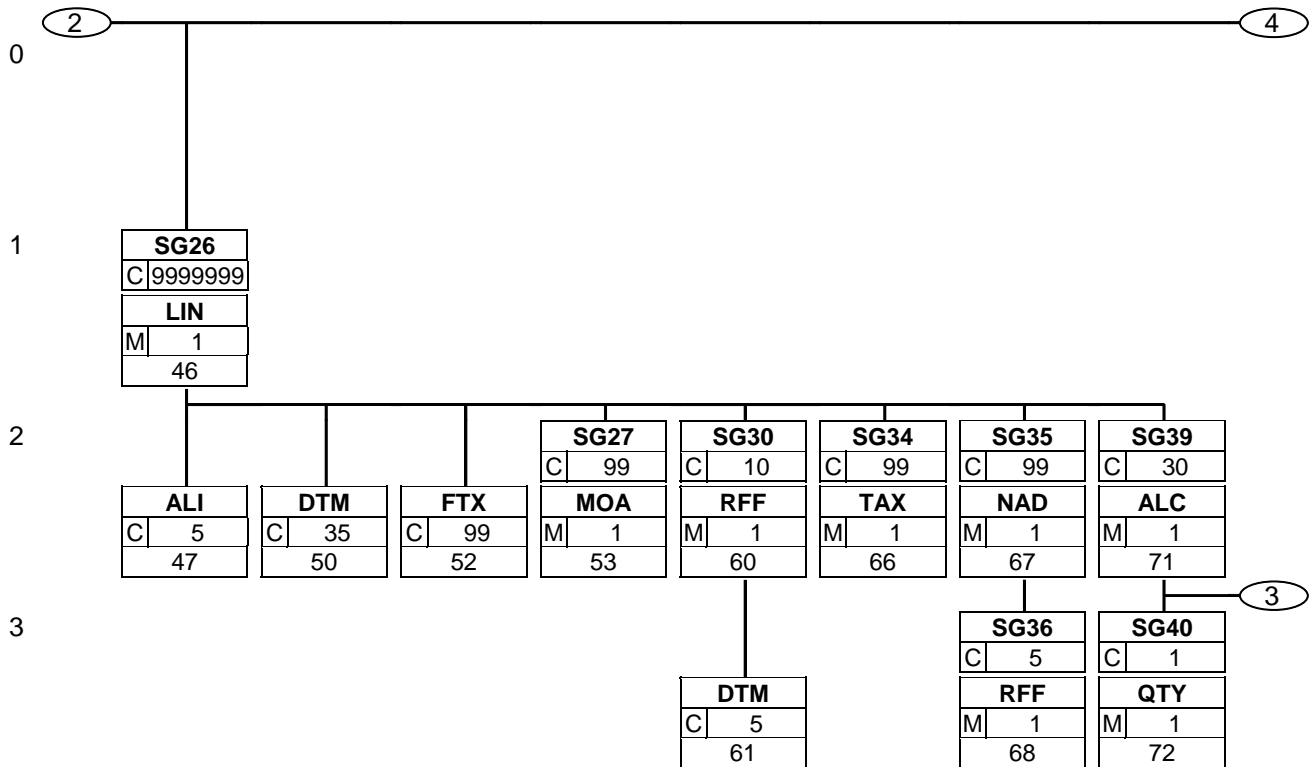 2 4
0
1 SG26
C 9999999
LIN
M 1
46
2 SG27 SG30 SG34 SG35 SG39
C 99 C 10 C 99 C 99 C 30
ALI DTM FTX MOA RFF TAX NAD ALC
C 5 C 35 C 99 M 1 M 1 M 1 M 1 M 1
47 50 52 53 60 66 67 71
3
3 SG36 SG40
C 5 C 1
DTM RFF QTY
C 5 M 1 M 1
61 68 72